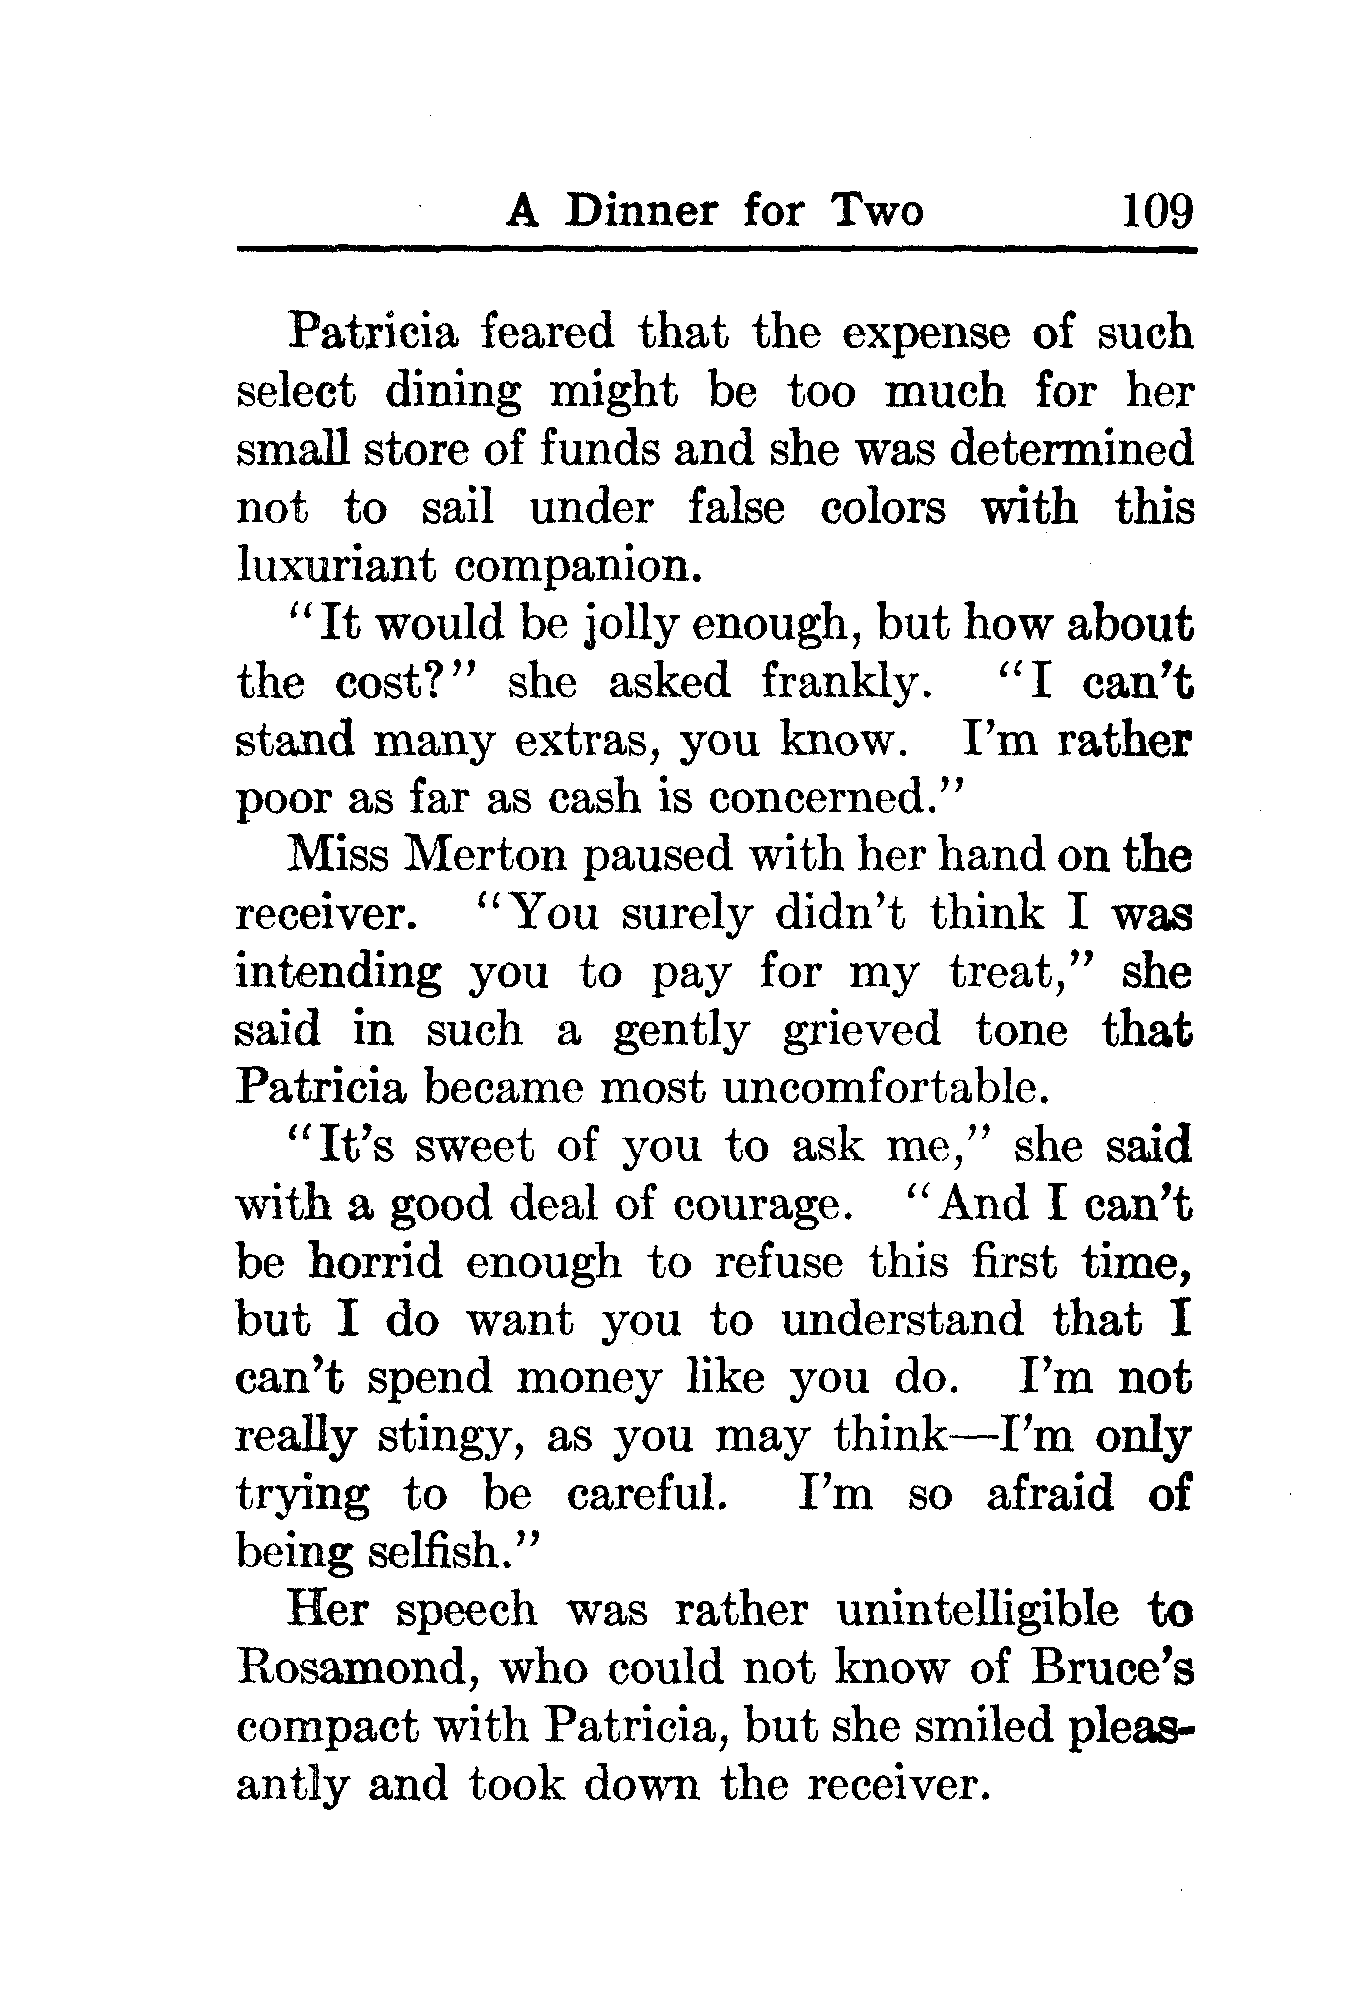 A Dinner for Two 109
Patricia feared that the expense of such
select dining might be too much for her
small store of funds and she was determined
not to sail under false colors with this
luxuriant companion.
"It would be jolly enough, but how about
the cost?" she asked frankly. "I can't
stand many extras, you know. I'm rather
poor as far as cash is concerned."
Miss Merton paused with her hand on the
receiver. "You surely didn't think I was
intending you to pay for my treat," she
said in such a gently grieved tone that
Patricia became most uncomfortable.
"It's sweet of you to ask me," she said
with a good deal of courage. "And I can't
be horrid enough to refuse this first time,
but I do want you to understand that I
can't spend money like you do. I'm not
really stingy, as you may think—I'm only
trying to be careful. I'm so afraid of
being selfish."
Her speech was rather unintelligible to
Rosamond, who could not know of Bruce's
compact with Patricia, but she smiled pleas-
antly and took down the receiver.